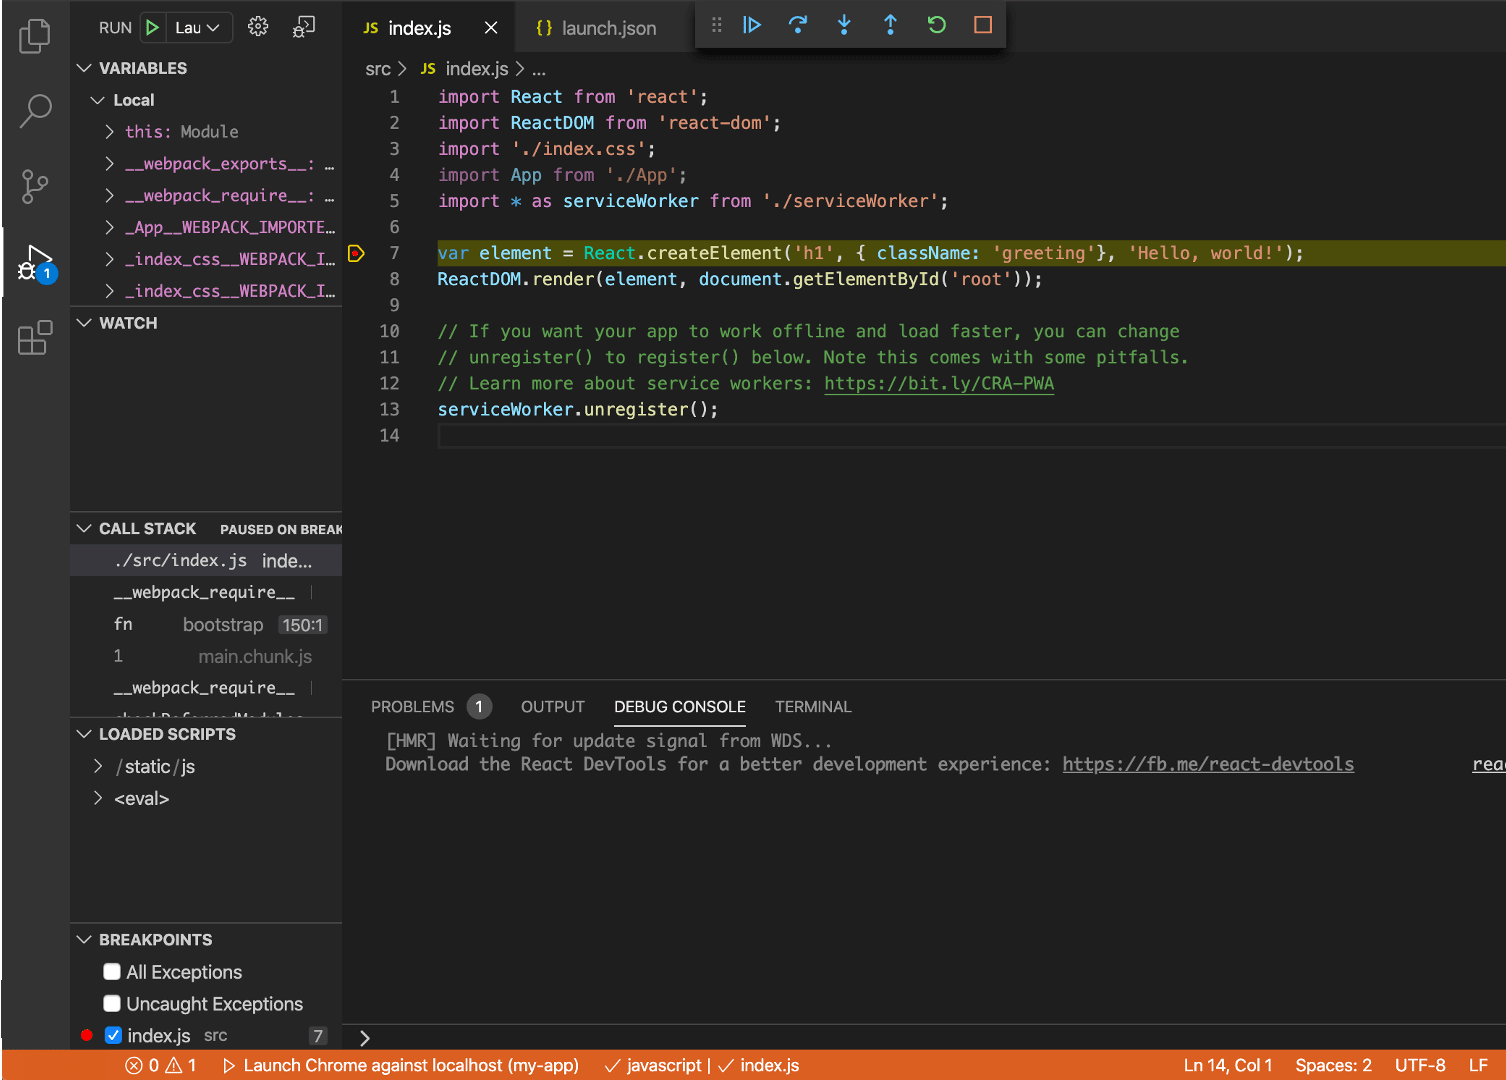 RUN Lau
VARIABLES
Local
this: Module
__webpack_exports__: …
__webpack_require__: …
_App__WEBPACK_IMPORTE…
_index_css__WEBPACK_I…
_index_css__WEBPACK_I…
1
WATCH
CALL STACK PAUSED ON BREAK
./src/index.js inde...
__webpack_require__
fn bootstrap 150:1
1 main.chunk.js
__webpack_require__
LOADED SCRIPTS
/static/js
<eval>
BREAKPOINTS
All Exceptions
Uncaught Exceptions
index.js src 7
JS index.js {} launch.json
src > JS index.js > ...
1 import React from 'react';
2 import ReactDOM from 'react-dom';
3 import './index.css';
4 import App from './App';
5 import * as serviceWorker from './serviceWorker';
6
7 var element = React.createElement('h1', { className: 'greeting'}, 'Hello, world!');
8 ReactDOM.render(element, document.getElementById('root'));
9
10 // If you want your app to work offline and load faster, you can change
11 // unregister() to register() below. Note this comes with some pitfalls.
12 // Learn more about service workers: https://bit.ly/CRA-PWA
13 serviceWorker.unregister();
14
PROBLEMS 1 OUTPUT DEBUG CONSOLE TERMINAL
[HMR] Waiting for update signal from WDS...
Download the React DevTools for a better development experience: https://fb.me/react-devtools
0 1 Launch Chrome against localhost (my-app) javascript | index.js Ln 14, Col 1 Spaces: 2 UTF-8 LF